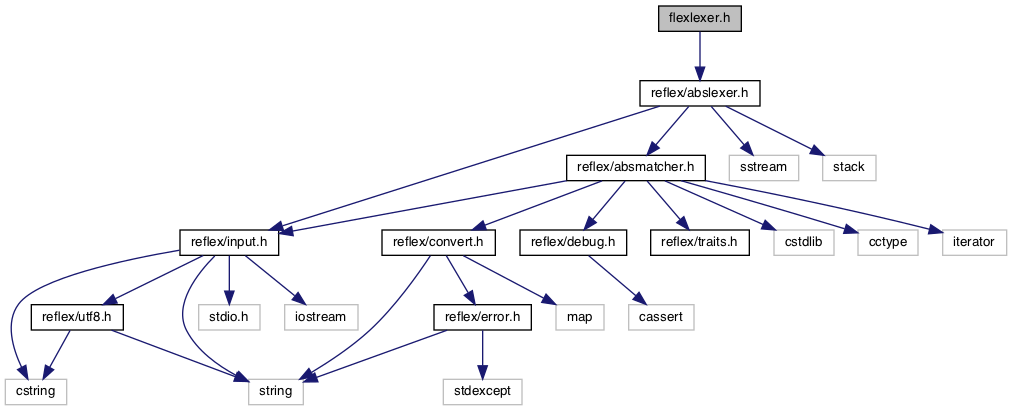 flexlexer.h
reflex/abslexer.h
reflex/absmatcher.h
sstream
stack
reflex/input.h
reflex/convert.h
reflex/debug.h
reflex/traits.h
cstdlib
cctype
iterator
reflex/utf8.h
stdio.h
iostream
reflex/error.h
map
cassert
cstring
string
stdexcept